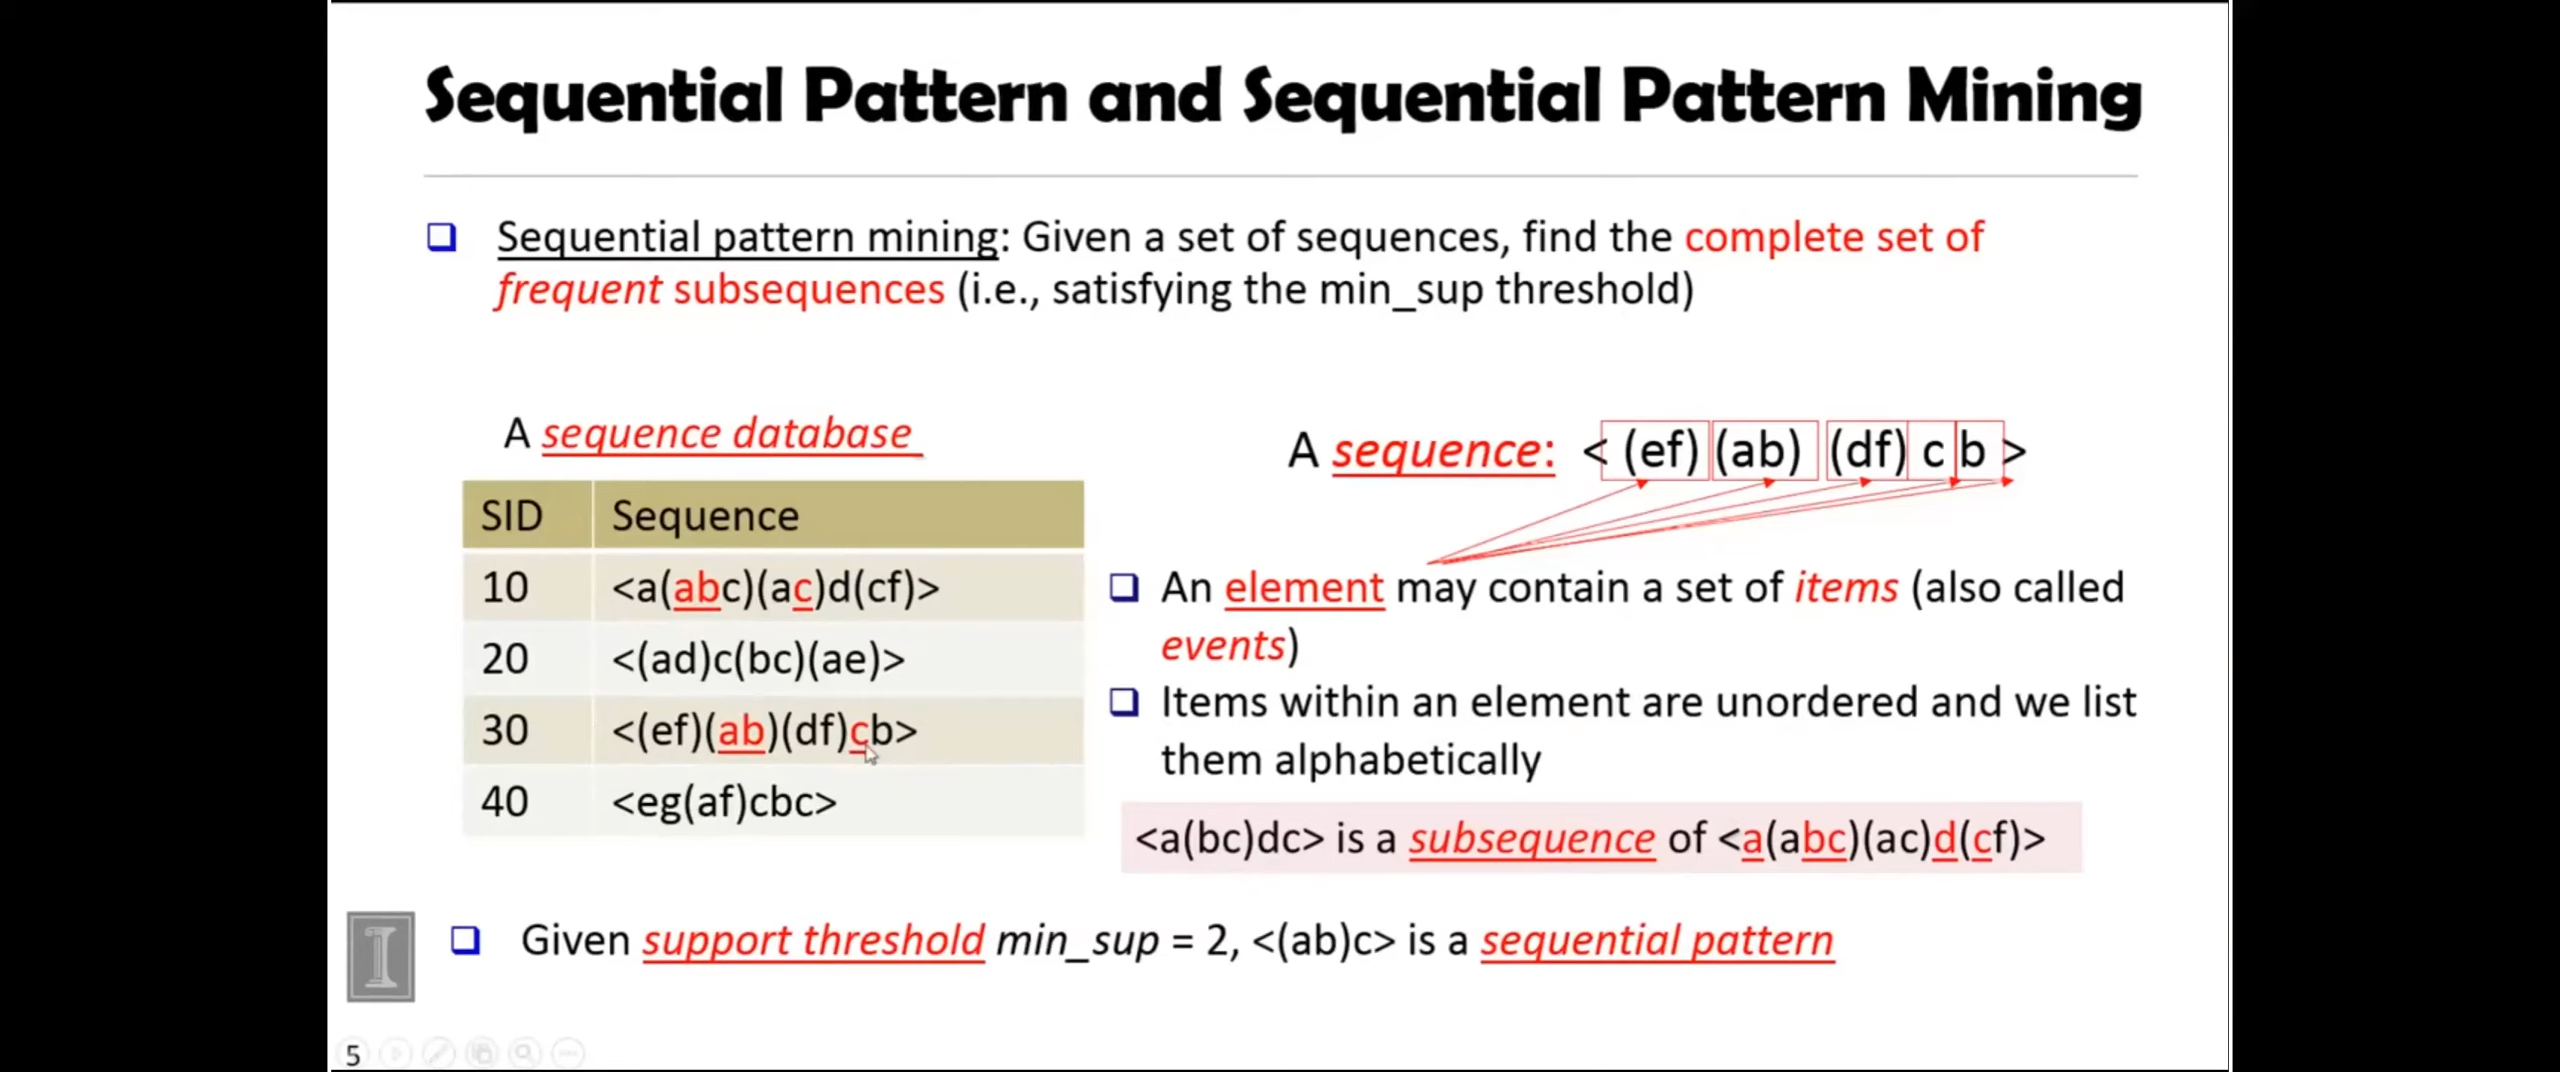 Sequential Pattern and Sequential Pattern Mining
Sequential pattern mining: Given a set of sequences, find the complete set of
frequent subsequences (i.e., satisfying the min_sup threshold)
A sequence database
SID Sequence
10 <a(abc)(ac)d(cf)>
20 <(ad)c(bc)(ae)>
30 <(ef)(ab)(df)cb>
40 <eg(af)cbc>
A sequence: < (ef) (ab) (df) c b >
An element may contain a set of items (also called
events)
Items within an element are unordered and we list
them alphabetically
<a(bc)dc> is a subsequence of <a(abc)(ac)d(cf)>
Given support threshold min_sup = 2, <(ab)c> is a sequential pattern
I
5